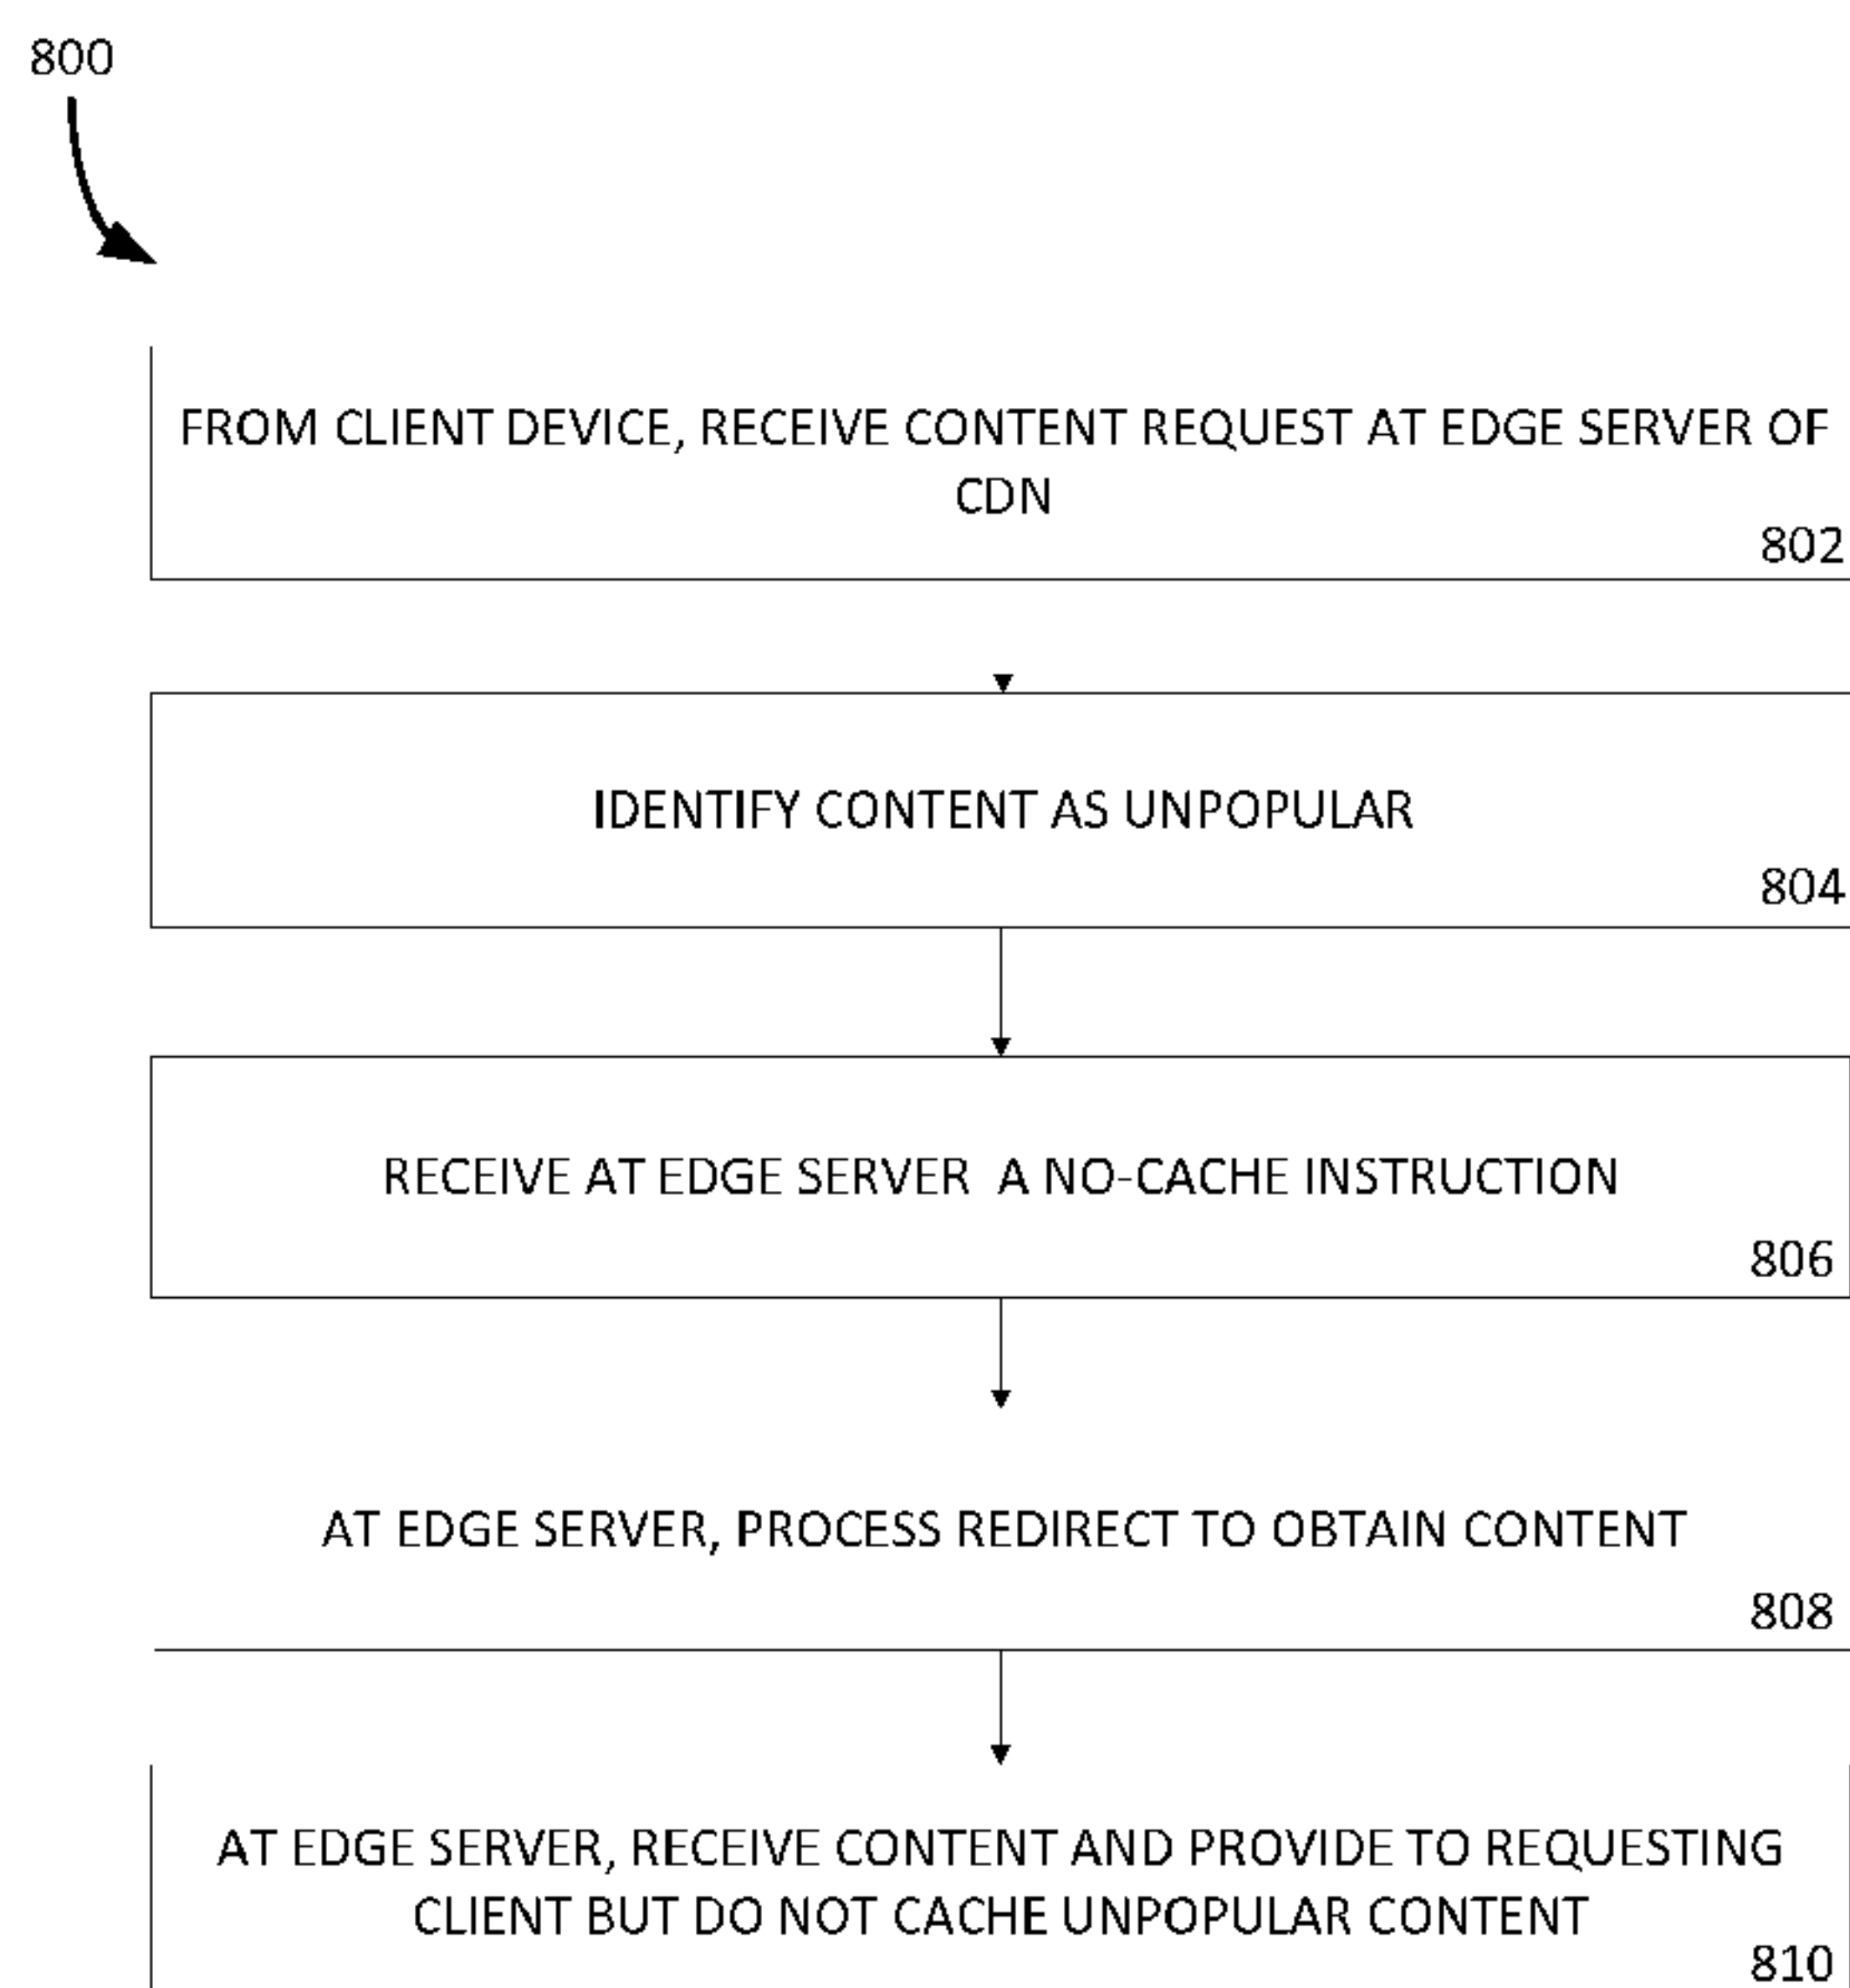 800
FROM CLIENT DEVICE, RECEIVE CONTENT REQUEST AT EDGE SERVER OF
CDN
802
IDENTIFY CONTENT AS UNPOPULAR
804
RECEIVE AT EDGE SERVER A NO-CACHE INSTRUCTION
806
AT EDGE SERVER, PROCESS REDIRECT TO OBTAIN CONTENT
808
AT EDGE SERVER, RECEIVE CONTENT AND PROVIDE TO REQUESTING
CLIENT BUT DO NOT CACHE UNPOPULAR CONTENT
810